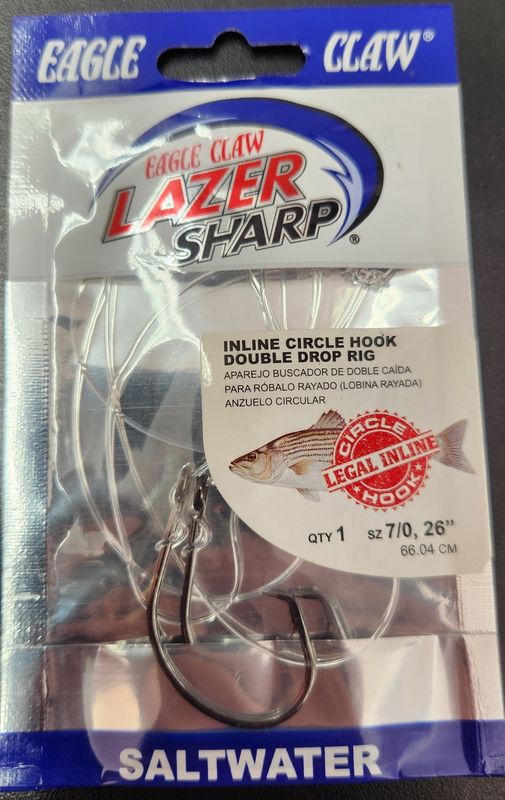 EAGLE CLAW®
EAGLE CLAW
LAZER
SHARP®
INLINE CIRCLE HOOK
DOUBLE DROP RIG
APAREJO BUSCADOR DE DOBLE CAÍDA
PARA RÓBALO RAYADO (LOBINA RAYADA)
ANZUELO CIRCULAR
CIRCLE
LEGAL INLINE
HOOK
QTY 1 SZ 7/0, 26"
66.04 CM
SALTWATER